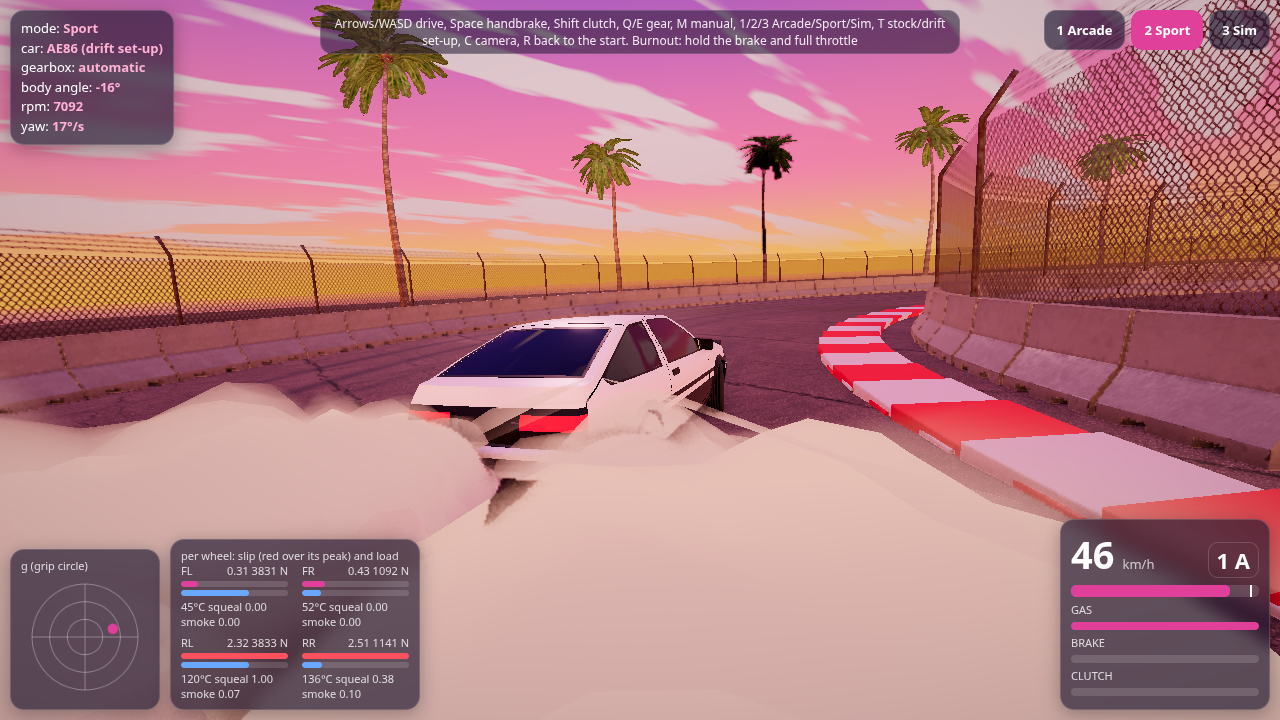 mode: Sport
car: AE86 (drift set-up)
gearbox: automatic
body angle: -16°
rpm: 7092
yaw: 17°/s
Arrows/WASD drive, Space handbrake, Shift clutch, Q/E gear, M manual, 1/2/3 Arcade/Sport/Sim, T stock/drift
set-up, C camera, R back to the start. Burnout: hold the brake and full throttle
1 Arcade
2 Sport
3 Sim
g (grip circle)
per wheel: slip (red over its peak) and load
FL 0.31 3831 N
FR 0.43 1092 N
45°C squeal 0.00
smoke 0.00
52°C squeal 0.00
smoke 0.00
RL 2.32 3833 N
RR 2.51 1141 N
120°C squeal 1.00
smoke 0.07
136°C squeal 0.38
smoke 0.10
46 km/h
1 A
GAS
BRAKE
CLUTCH